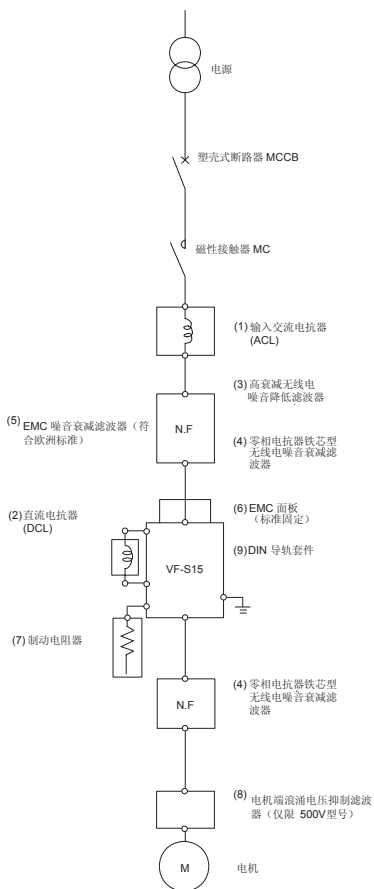 电源
塑壳式断路器 MCCB
磁性接触器 MC
(1) 输入交流电抗器
(ACL)
(3) 高衰减无线电
噪音降低滤波器
(5) EMC 噪音衰减滤波器（符
合欧洲标准）
N.F
(4) 零相电抗器铁芯型
无线电噪音衰减滤
波器
(2) 直流电抗器
(DCL)
(6) EMC 面板
（标准固定）
(9) DIN 导轨套件
VF-S15
(7) 制动电阻器
(4) 零相电抗器铁芯型
无线电噪音衰减滤
波器
N.F
(8) 电机端浪涌电压抑制滤波
器（仅限 500V型号）
M
电机